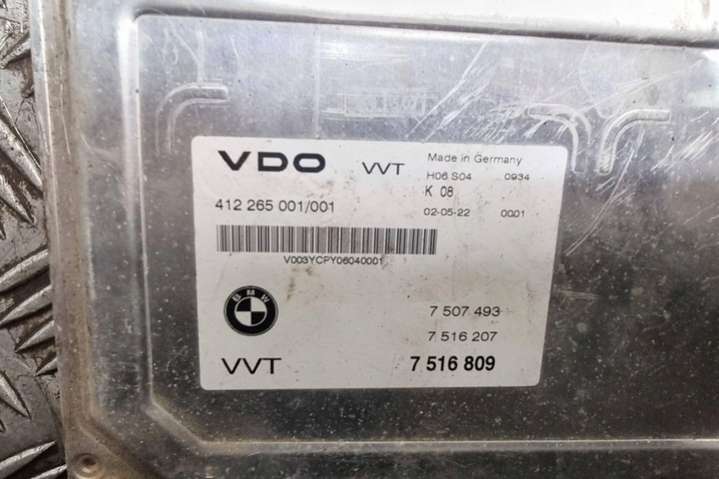 VDO VVT Made in Germany
H06 S04 0934
K 08
412 265 001/001 02-05-22 0001
V003YCPY06040001
BMW
7 507 493
7 516 207
VVT 7 516 809